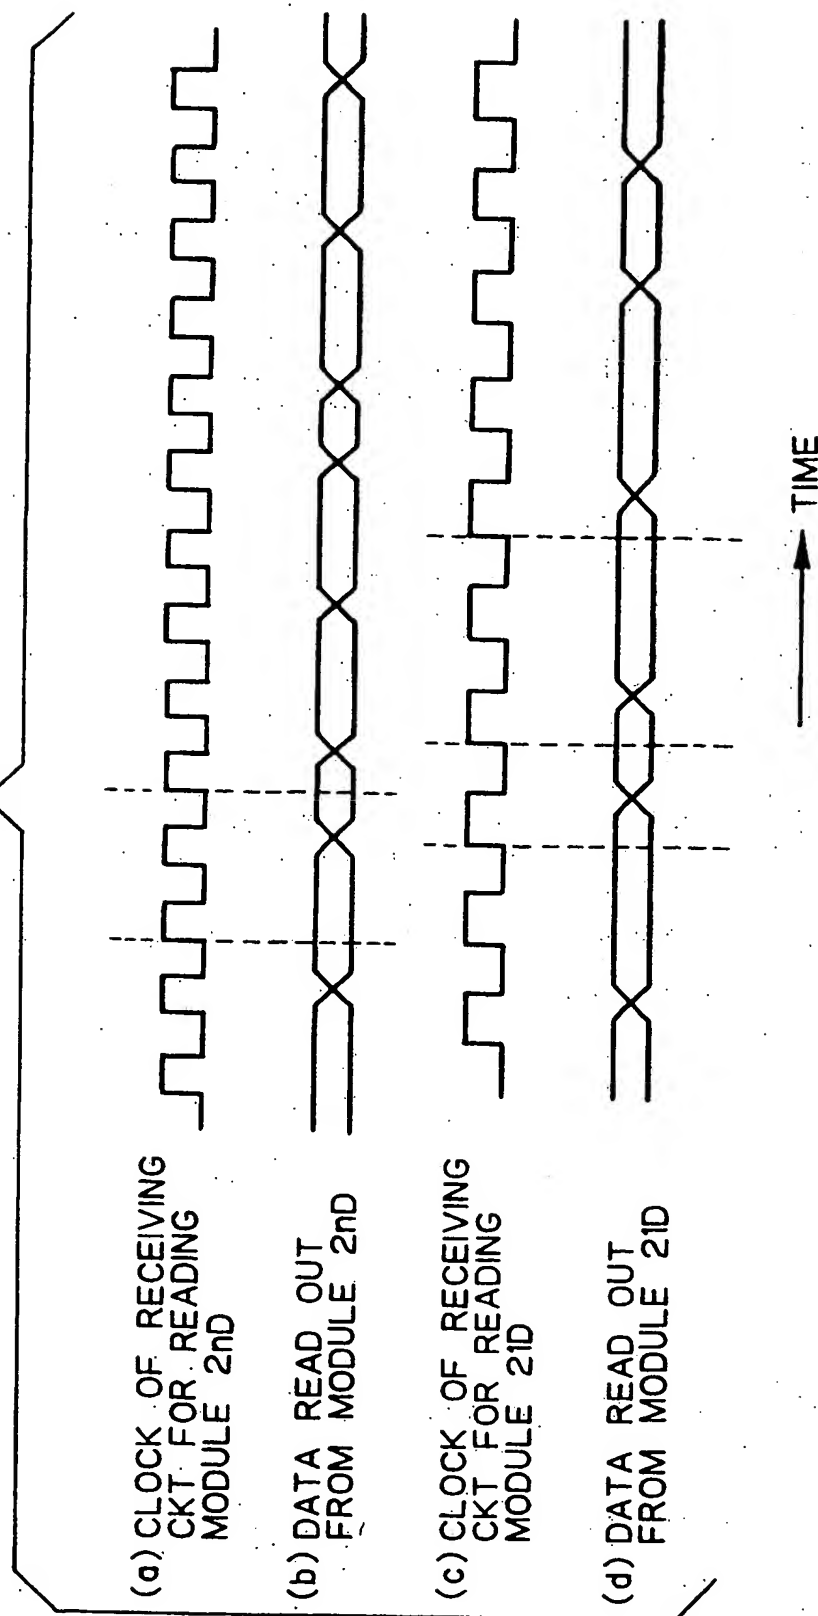 (a) CLOCK OF RECEIVING
CKT FOR READING
MODULE 2nD
(b) DATA READ OUT
FROM MODULE 2nD
(c) CLOCK OF RECEIVING
CKT FOR READING
MODULE 21D
(d) DATA READ OUT
FROM MODULE 21D
TIME